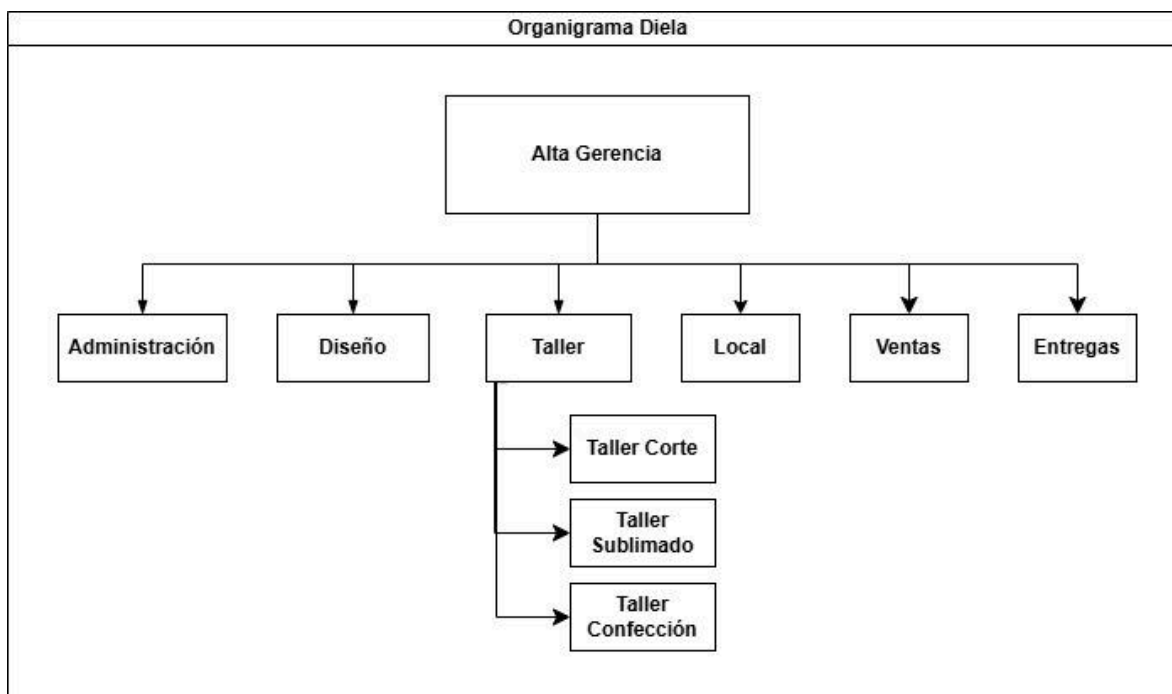 Organigrama Diela
Alta Gerencia
Administración
Diseño
Taller
Local
Ventas
Entregas
Taller Corte
Taller
Sublimado
Taller
Confección